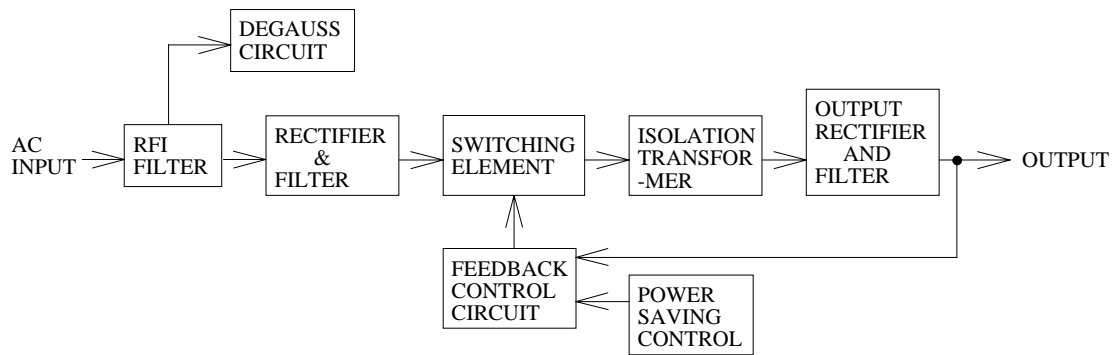 DEGAUSS
CIRCUIT
AC
INPUT
RFI
FILTER
RECTIFIER
&
FILTER
SWITCHING
ELEMENT
ISOLATION
TRANSFOR
-MER
OUTPUT
RECTIFIER
AND
FILTER
OUTPUT
FEEDBACK
CONTROL
CIRCUIT
POWER
SAVING
CONTROL